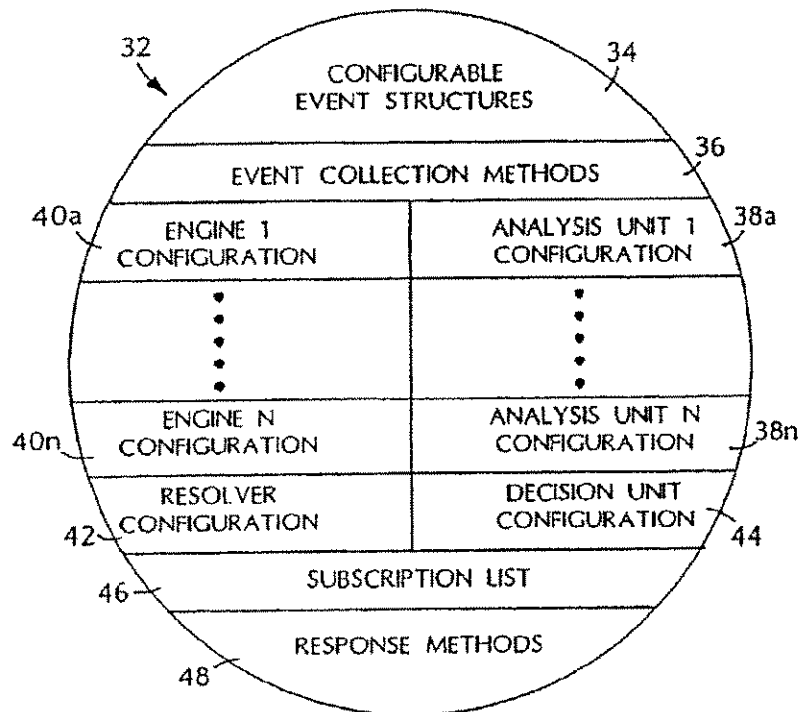 32
34
CONFIGURABLE
EVENT STRUCTURES
36
EVENT COLLECTION METHODS
40a
ENGINE 1
CONFIGURATION
ANALYSIS UNIT 1
CONFIGURATION
38a
ENGINE N
CONFIGURATION
40n
ANALYSIS UNIT N
CONFIGURATION
38n
RESOLVER
CONFIGURATION
42
DECISION UNIT
CONFIGURATION
44
SUBSCRIPTION LIST
46
RESPONSE METHODS
48